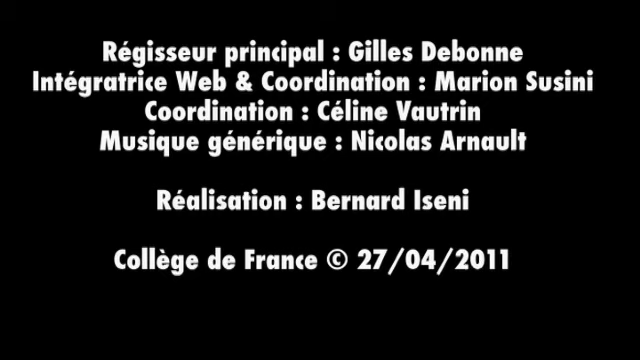 Régisseur principal : Gilles Debonne
Intégratrice Web & Coordination : Marion Susini
Coordination : Céline Vautrin
Musique générique : Nicolas Arnault
Réalisation : Bernard Iseni
Collège de France © 27/04/2011